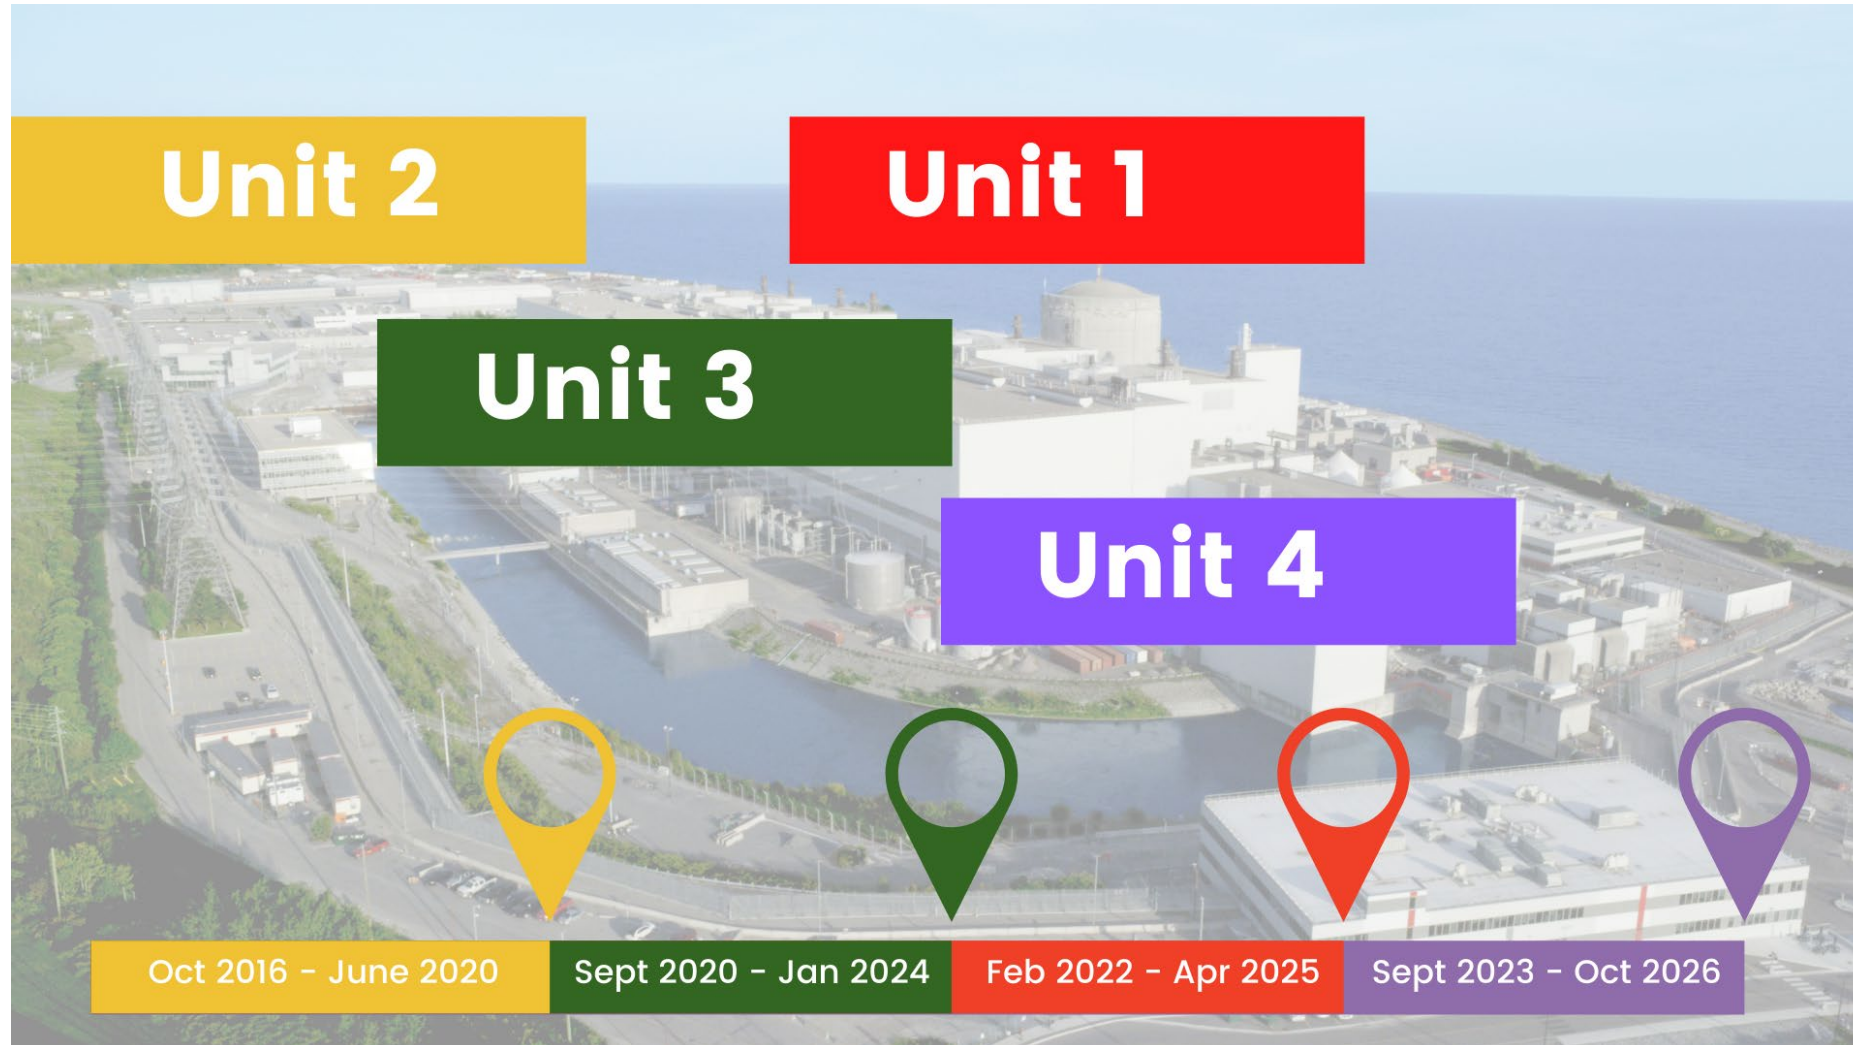 Unit 2
Unit 1
Unit 3
Unit 4
Oct 2016 - June 2020
Sept 2020 - Jan 2024
Feb 2022 - Apr 2025
Sept 2023 - Oct 2026